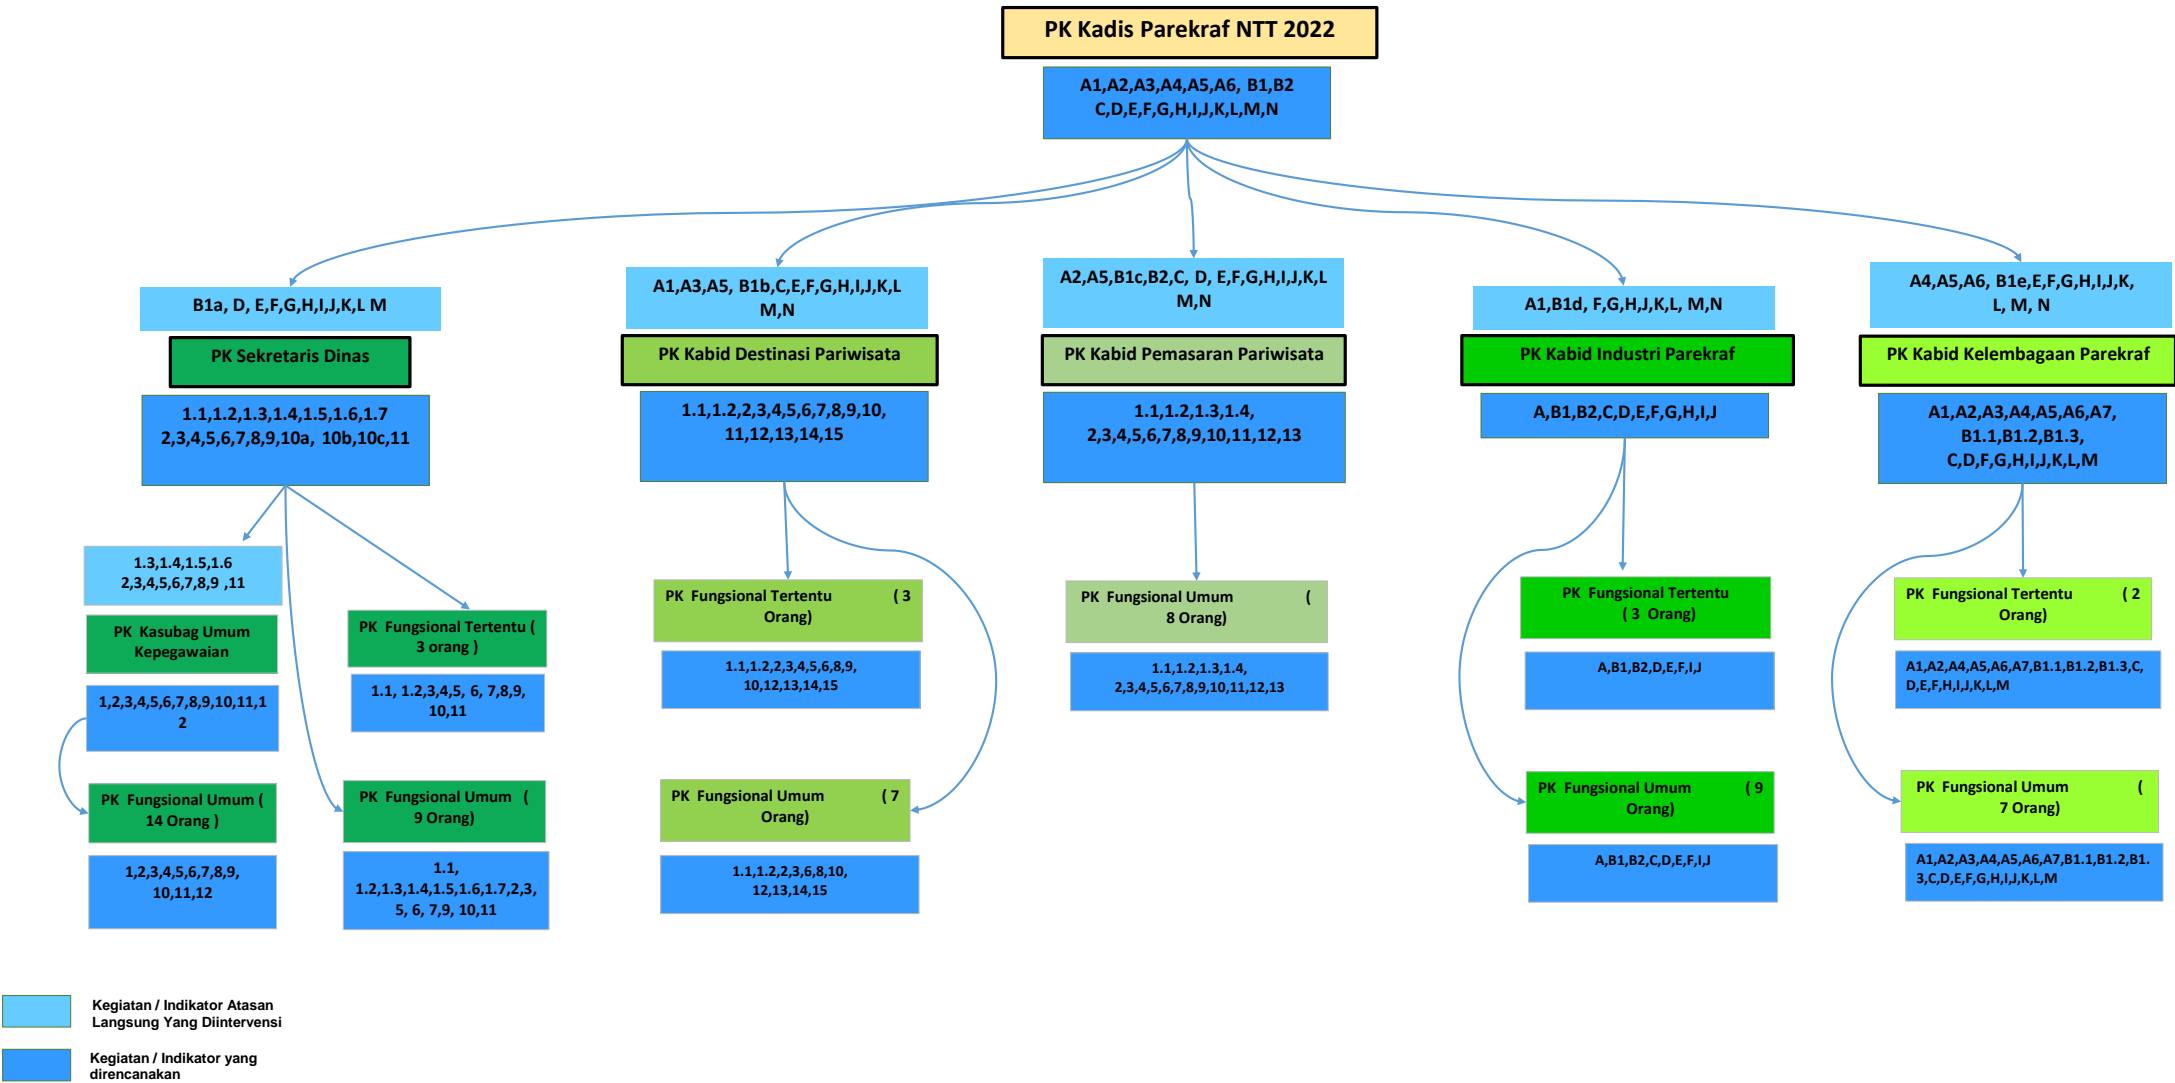 PK Kadis Parekraf NTT 2022
A1,A2,A3,A4,A5,A6, B1,B2
C,D,E,F,G,H,I,J,K,L,M,N
B1a, D, E,F,G,H,I,J,K,L M
PK Sekretaris Dinas
1.1,1.2,1.3,1.4,1.5,1.6,1.7
2,3,4,5,6,7,8,9,10a, 10b,10c,11
A1,A3,A5, B1b,C,E,F,G,H,I,J,K,L
M,N
PK Kabid Destinasi Pariwisata
1.1,1.2,2,3,4,5,6,7,8,9,10,
11,12,13,14,15
A2,A5,B1c,B2,C, D, E,F,G,H,I,J,K,L
M,N
PK Kabid Pemasaran Pariwisata
1.1,1.2,1.3,1.4,
2,3,4,5,6,7,8,9,10,11,12,13
A1,B1d, F,G,H,J,K,L, M,N
PK Kabid Industri Parekraf
A,B1,B2,C,D,E,F,G,H,I,J
A4,A5,A6, B1e,E,F,G,H,I,J,K,
L, M, N
PK Kabid Kelembagaan Parekraf
A1,A2,A3,A4,A5,A6,A7,
B1.1,B1.2,B1.3,
C,D,F,G,H,I,J,K,L,M
1.3,1.4,1.5,1.6
2,3,4,5,6,7,8,9 ,11
PK Kasubag Umum
Kepegawaian
1,2,3,4,5,6,7,8,9,10,11,1
2
PK Fungsional Umum (
14 Orang )
1,2,3,4,5,6,7,8,9,
10,11,12
PK Fungsional Tertentu (
3 orang )
1.1, 1.2,3,4,5, 6, 7,8,9,
10,11
PK Fungsional Umum (
9 Orang)
1.1,
1.2,1.3,1.4,1.5,1.6,1.7,2,3,
5, 6, 7,9, 10,11
PK Fungsional Tertentu ( 3
Orang)
1.1,1.2,2,3,4,5,6,8,9,
10,12,13,14,15
PK Fungsional Umum ( 7
Orang)
1.1,1.2,2,3,6,8,10,
12,13,14,15
PK Fungsional Umum (
8 Orang)
1.1,1.2,1.3,1.4,
2,3,4,5,6,7,8,9,10,11,12,13
PK Fungsional Tertentu
( 3 Orang)
A,B1,B2,D,E,F,I,J
PK Fungsional Umum ( 9
Orang)
A,B1,B2,C,D,E,F,I,J
PK Fungsional Tertentu ( 2
Orang)
A1,A2,A4,A5,A6,A7,B1.1,B1.2,B1.3,C,
D,E,F,H,I,J,K,L,M
PK Fungsional Umum (
7 Orang)
A1,A2,A3,A4,A5,A6,A7,B1.1,B1.2,B1.
3,C,D,E,F,G,H,I,J,K,L,M
Kegiatan / Indikator Atasan
Langsung Yang Diintervensi
Kegiatan / Indikator yang
direncanakan